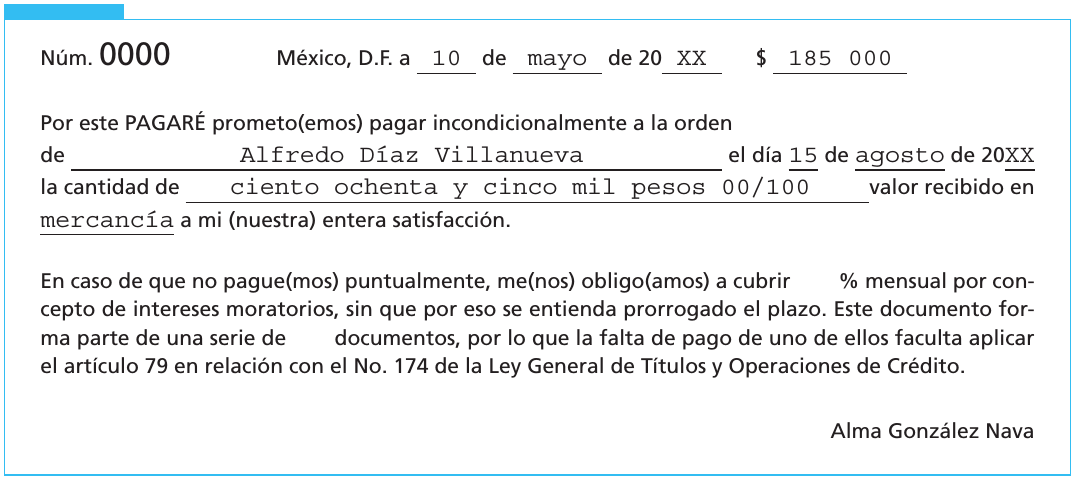 Núm. 0000 México, D.F. a 10 de mayo de 20 XX $ 185 000
Por este PAGARÉ prometo(emos) pagar incondicionalmente a la orden
de Alfredo Díaz Villanueva el día 15 de agosto de 20XX
la cantidad de ciento ochenta y cinco mil pesos 00/100 valor recibido en
mercancía a mi (nuestra) entera satisfacción.
En caso de que no pague(mos) puntualmente, me(nos) obligo(amos) a cubrir % mensual por con-
cepto de intereses moratorios, sin que por eso se entienda prorrogado el plazo. Este documento for-
ma parte de una serie de documentos, por lo que la falta de pago de uno de ellos faculta aplicar
el artículo 79 en relación con el No. 174 de la Ley General de Títulos y Operaciones de Crédito.
Alma González Nava